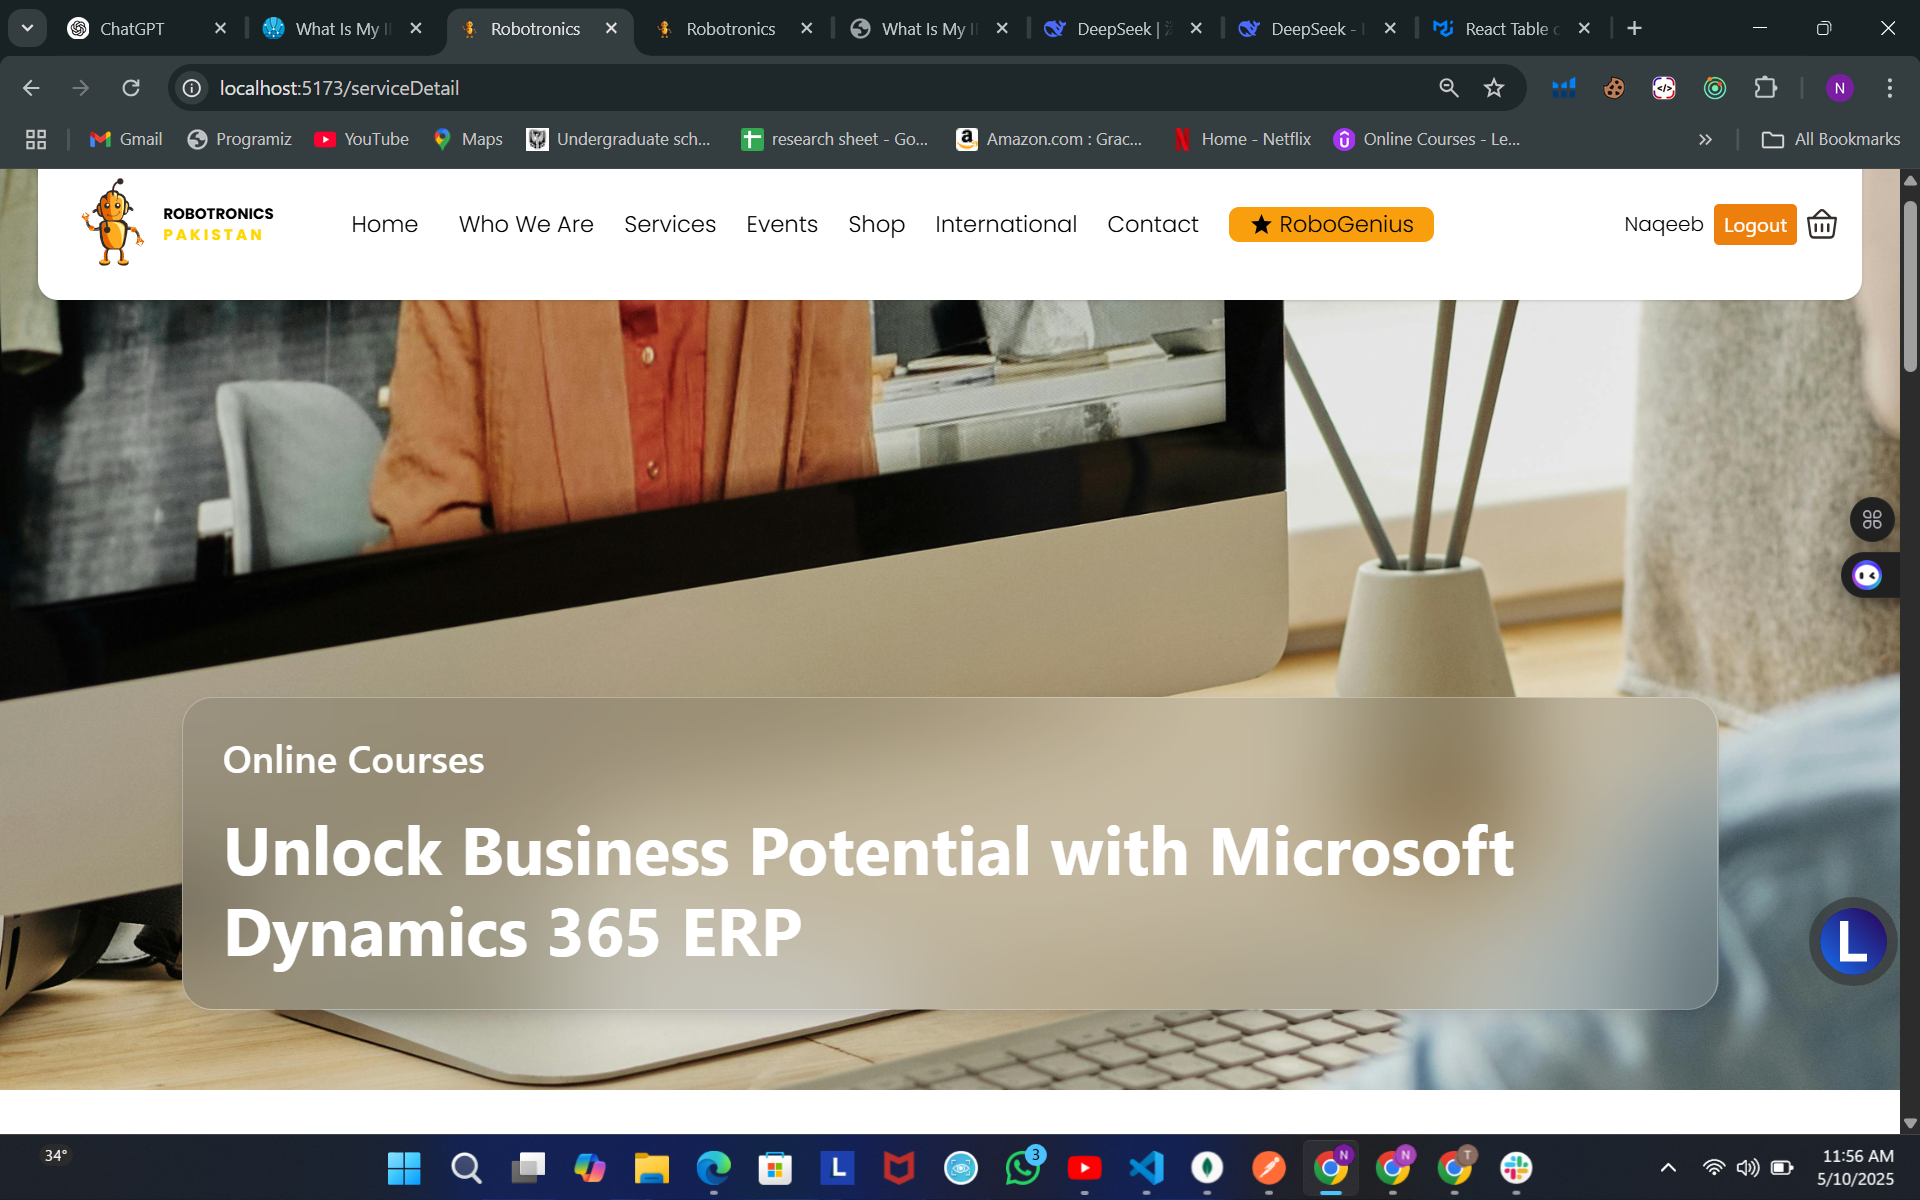 ChatGPT
What Is My I
Robotronics
Robotronics
What Is My I
DeepSeek |
DeepSeek -
React Table
localhost:5173/serviceDetail
N
Gmail
Programiz
YouTube
Maps
Undergraduate sch...
research sheet - Go...
Amazon.com : Grac...
Home - Netflix
Online Courses - Le...
All Bookmarks
ROBOTRONICS
PAKISTAN
Home
Who We Are
Services
Events
Shop
International
Contact
★ RoboGenius
Naqeeb
Logout
Online Courses
Unlock Business Potential with Microsoft
Dynamics 365 ERP
L
34°
L
3
N
N
T
11:56 AM
5/10/2025